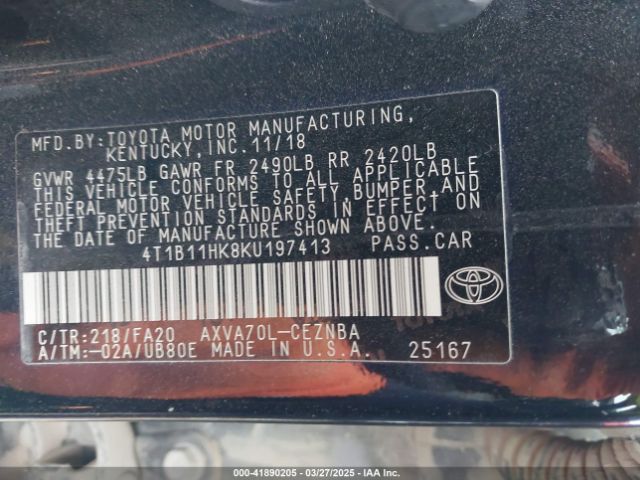 MFD.BY:TOYOTA MOTOR MANUFACTURING,
KENTUCKY, INC.11/18
GVWR 4475LB GAWR FR 2490LB RR 2420LB
THIS VEHICLE CONFORMS TO ALL APPLICABLE
FEDERAL MOTOR VEHICLE SAFETY,BUMPER,AND
THEFT PREVENTION STANDARDS IN EFFECT ON
THE DATE OF MANUFACTURE SHOWN ABOVE.
4T1B11HK8KU197413 PASS.CAR
C/TR:218/FA20 AXVA70L-CEZNBA
A/TM:-02A/UB80E MADE IN U.S.A. 25167
000-41890205 | 03/27/2025 | IAA Inc.